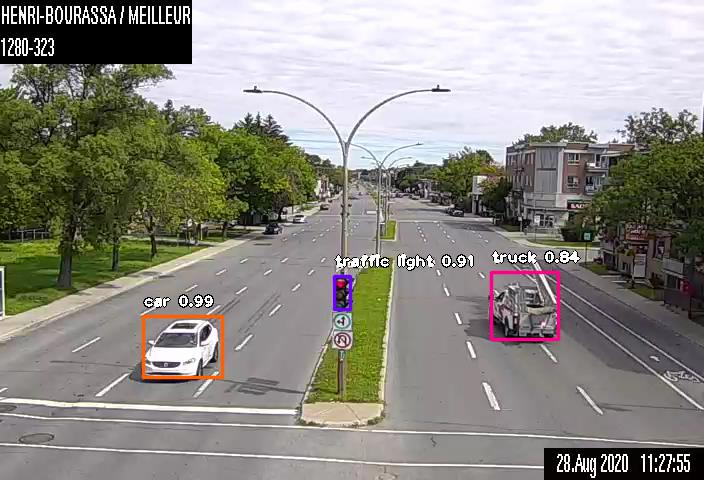 HENRI-BOURASSA / MEILLEUR
1280-323
traffic light 0.91
truck 0.84
car 0.99
28.Aug 2020 11:27:55